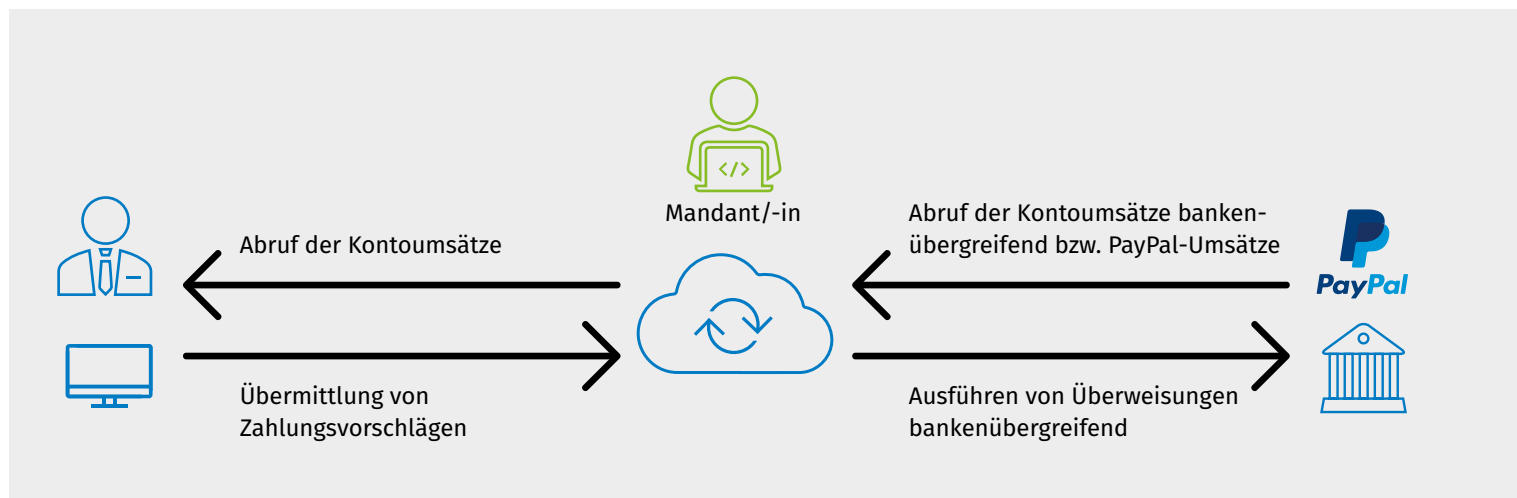 </>
Mandant/-in
Abruf der Kontoumsätze
Übermittlung von
Zahlungsvorschlägen
Abruf der Kontoumsätze banken-
übergreifend bzw. PayPal-Umsätze
PayPal
Ausführen von Überweisungen
bankenübergreifend